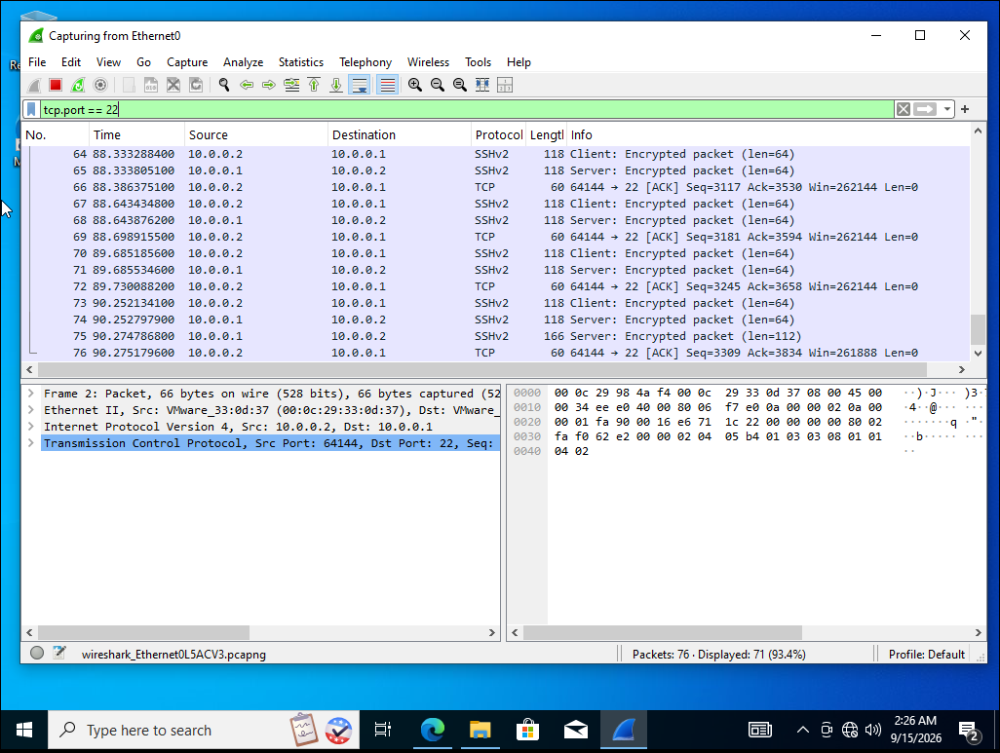 Capturing from Ethernet0
File Edit View Go Capture Analyze Statistics Telephony Wireless Tools Help
tcp.port == 22
No. Time Source Destination Protocol Lengtl Info
64 88.333288400 10.0.0.2 10.0.0.1 SSHv2 118 Client: Encrypted packet (len=64)
65 88.333805100 10.0.0.1 10.0.0.2 SSHv2 118 Server: Encrypted packet (len=64)
66 88.386375100 10.0.0.2 10.0.0.1 TCP 60 64144 → 22 [ACK] Seq=3117 Ack=3530 Win=262144 Len=0
67 88.643434800 10.0.0.2 10.0.0.1 SSHv2 118 Client: Encrypted packet (len=64)
68 88.643876200 10.0.0.1 10.0.0.2 SSHv2 118 Server: Encrypted packet (len=64)
69 88.698915500 10.0.0.2 10.0.0.1 TCP 60 64144 → 22 [ACK] Seq=3181 Ack=3594 Win=262144 Len=0
70 89.685185600 10.0.0.2 10.0.0.1 SSHv2 118 Client: Encrypted packet (len=64)
71 89.685534600 10.0.0.1 10.0.0.2 SSHv2 118 Server: Encrypted packet (len=64)
72 89.730088200 10.0.0.2 10.0.0.1 TCP 60 64144 → 22 [ACK] Seq=3245 Ack=3658 Win=262144 Len=0
73 90.252134100 10.0.0.2 10.0.0.1 SSHv2 118 Client: Encrypted packet (len=64)
74 90.252797900 10.0.0.1 10.0.0.2 SSHv2 118 Server: Encrypted packet (len=64)
75 90.274786800 10.0.0.1 10.0.0.2 SSHv2 166 Server: Encrypted packet (len=112)
76 90.275179600 10.0.0.2 10.0.0.1 TCP 60 64144 → 22 [ACK] Seq=3309 Ack=3834 Win=261888 Len=0
Frame 2: Packet, 66 bytes on wire (528 bits), 66 bytes captured (52
Ethernet II, Src: VMware_33:0d:37 (00:0c:29:33:0d:37), Dst: VMware_
Internet Protocol Version 4, Src: 10.0.0.2, Dst: 10.0.0.1
Transmission Control Protocol, Src Port: 64144, Dst Port: 22, Seq:
0000 00 0c 29 98 4a f4 00 0c 29 33 0d 37 08 00 45 00 ··)·J··· )3·
0010 00 34 ee e0 40 00 80 06 f7 e0 0a 00 00 02 0a 00 ·4··@···
0020 00 01 fa 90 00 16 e6 71 1c 22 00 00 00 00 80 02 ·······q ·"·
0030 fa f0 62 e2 00 00 02 04 05 b4 01 03 03 08 01 01 ··b····· ···
0040 04 02 ··
wireshark_Ethernet0L5ACV3.pcapng
Packets: 76 · Displayed: 71 (93.4%)
Profile: Default
Type here to search
2:26 AM
9/15/2026
2